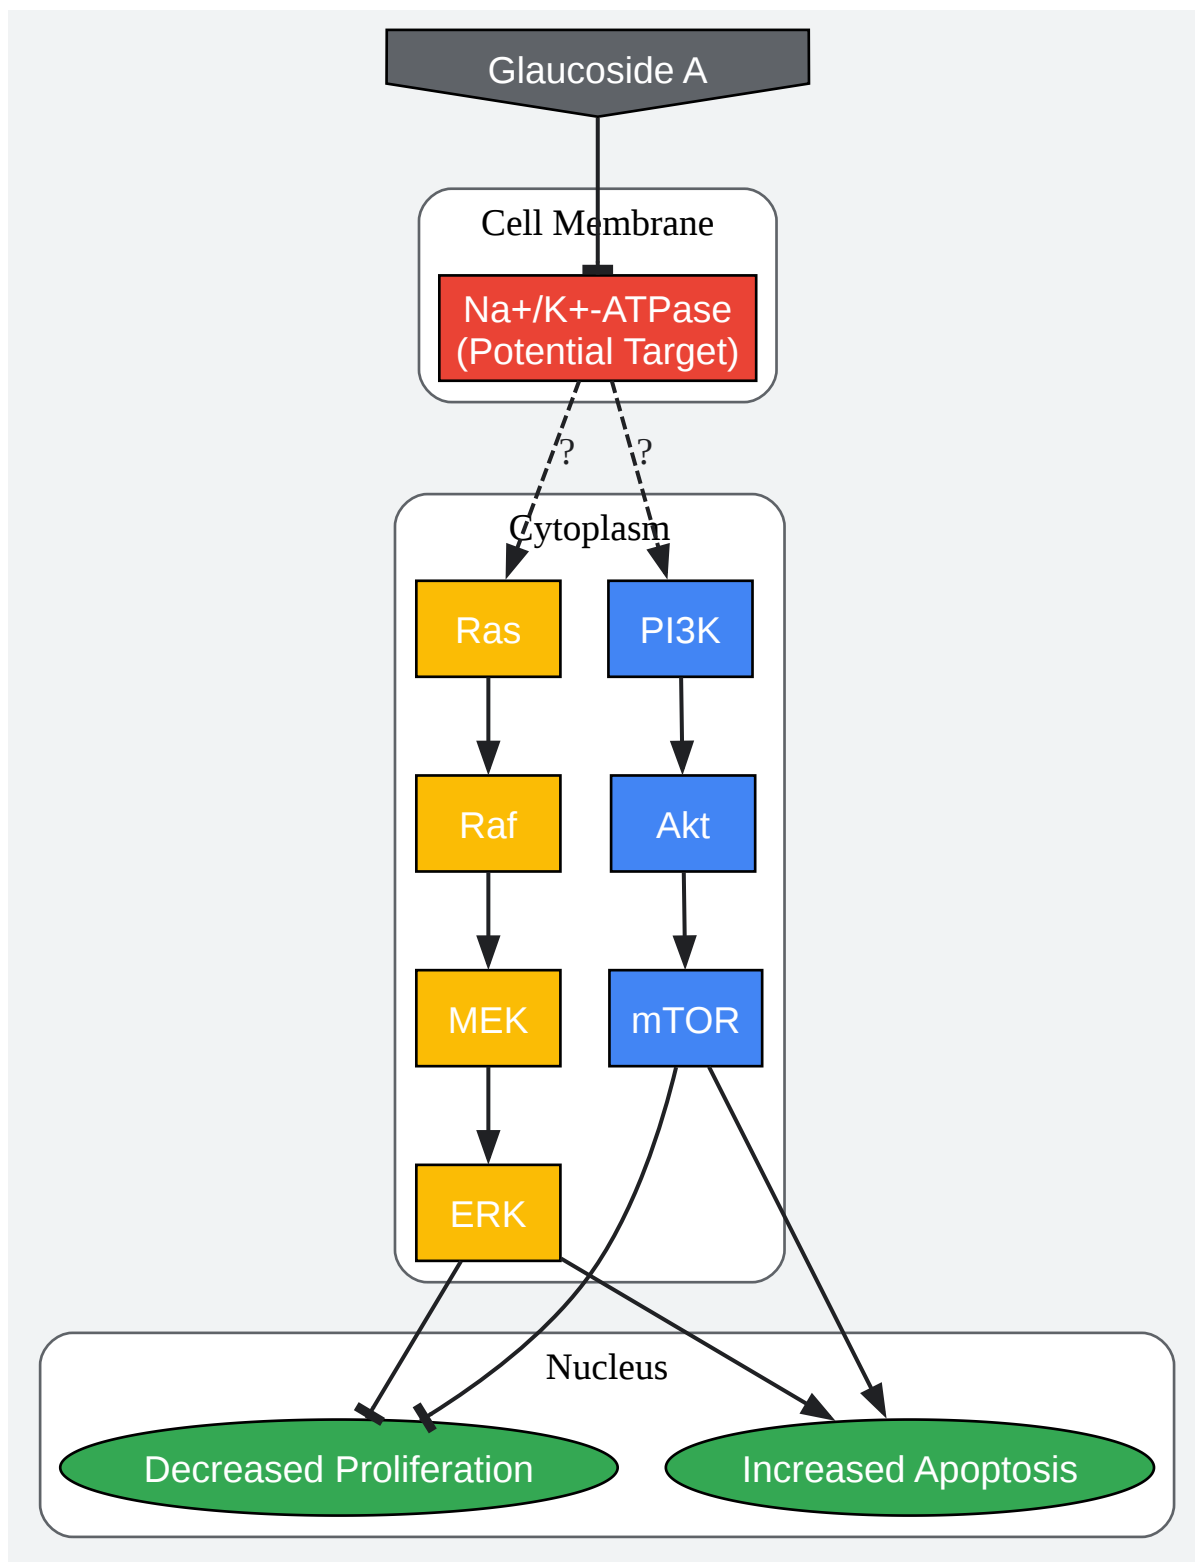 Glaucoside A
Cell Membrane
Na+/K+-ATPase
(Potential Target)
?
?
Cytoplasm
Ras
PI3K
Raf
Akt
MEK
mTOR
ERK
Nucleus
Decreased Proliferation
Increased Apoptosis